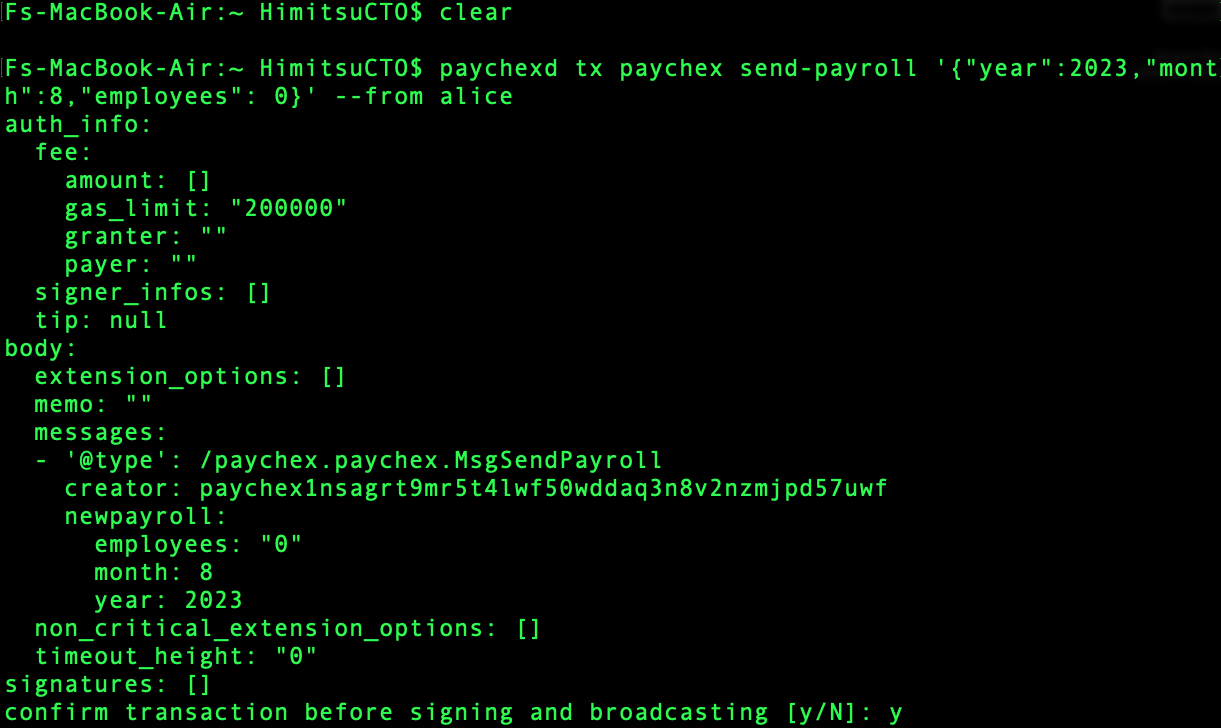 Fs-MacBook-Air:~ HimitsuCTO$ clear
Fs-MacBook-Air:~ HimitsuCTO$ paychexd tx paychex send-payroll '{"year":2023,"mont
h":8,"employees": 0}' --from alice
auth_info:
  fee:
    amount: []
    gas_limit: "200000"
    granter: ""
    payer: ""
  signer_infos: []
  tip: null
body:
  extension_options: []
  memo: ""
  messages:
  - '@type': /paychex.paychex.MsgSendPayroll
    creator: paychex1nsagrt9mr5t4lwf50wddaq3n8v2nzmjpd57uwf
    newpayroll:
      employees: "0"
      month: 8
      year: 2023
  non_critical_extension_options: []
  timeout_height: "0"
signatures: []
confirm transaction before signing and broadcasting [y/N]: y